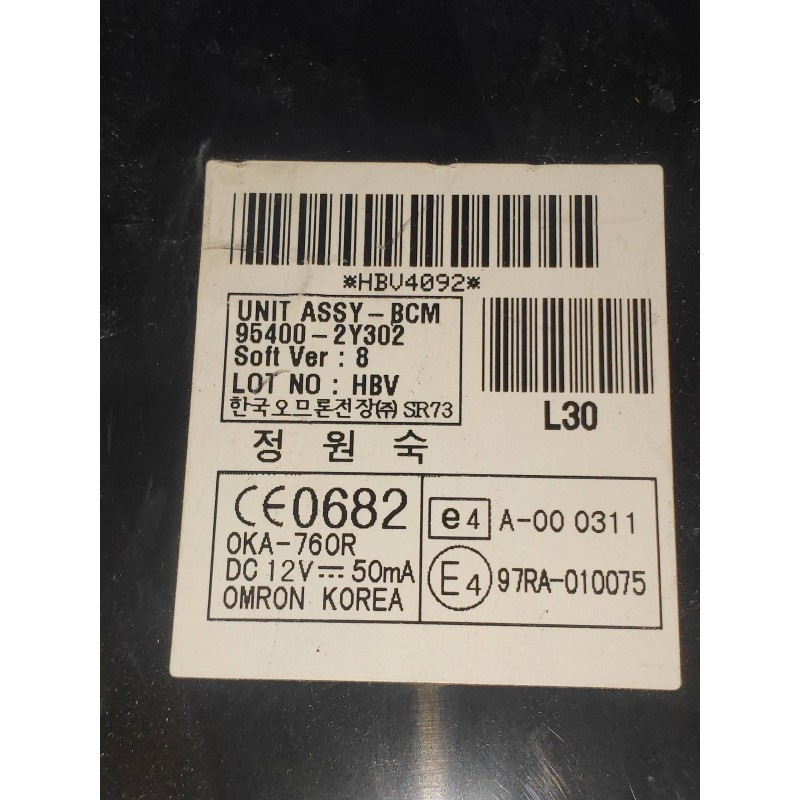 *HBV4092*
UNIT ASSY-BCM
95400-2Y302
Soft Ver : 8
LOT NO : HBV
한국오므론전장㈜ SR73
L30
정 원 숙
CE0682
OKA-760R
DC 12V⎓50mA
OMRON KOREA
e4 A-00 0311
E4 97RA-010075